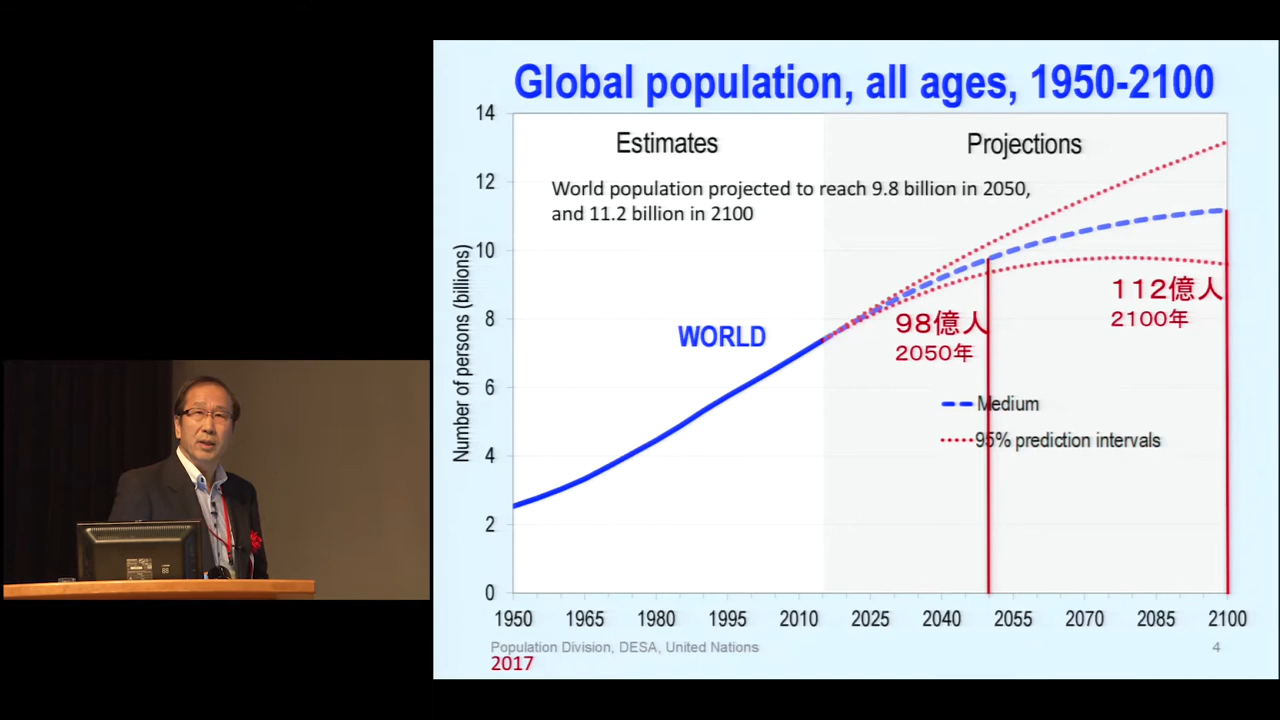 Global population, all ages, 1950-2100
14
12
10
8
6
4
2
0
Number of persons (billions)
Estimates
Projections
World population projected to reach 9.8 billion in 2050,
and 11.2 billion in 2100
WORLD
112億人
2100年
98億人
2050年
Medium
95% prediction intervals
1950 1965 1980 1995 2010 2025 2040 2055 2070 2085 2100
Population Division, DESA, United Nations
4
2017